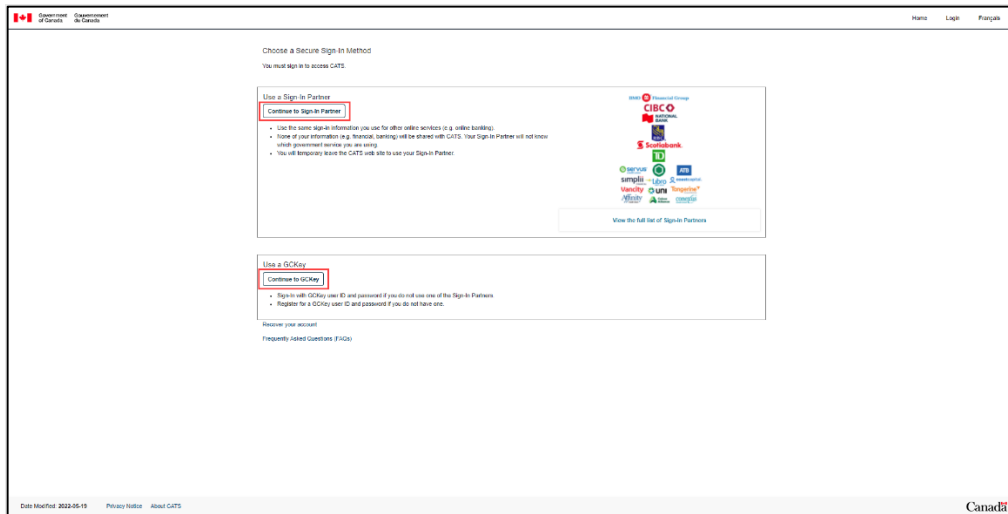 Government of Canada
Gouvernement du Canada
Home Login Français
Choose a Secure Sign-In Method
You must sign in to access CATS.
Use a Sign-In Partner
Continue to Sign-In Partner
Use the same sign-in information you use for other online services (e.g. online banking)
None of your information (e.g. financial, banking) will be shared with CATS. Your Sign-In Partner will not know
which government service you are using
You will temporary leave the CATS web site to use your Sign-In Partner.
BMO Financial Group
CIBC
NATIONAL BANK
RBC
Scotiabank
TD
servus ATB
simplii Libro
Vancity UNI Tangerine
Affinity conexus
View the full list of Sign-In Partners
Use a GCKey
Continue to GCKey
Sign-In with GCKey user ID and password if you do not use one of the Sign-In Partners
Register for a GCKey user ID and password if you do not have one.
Recover your account
Frequently Asked Questions (FAQs)
Date Modified: 2022-05-19 Privacy Notice About CATS
Canada